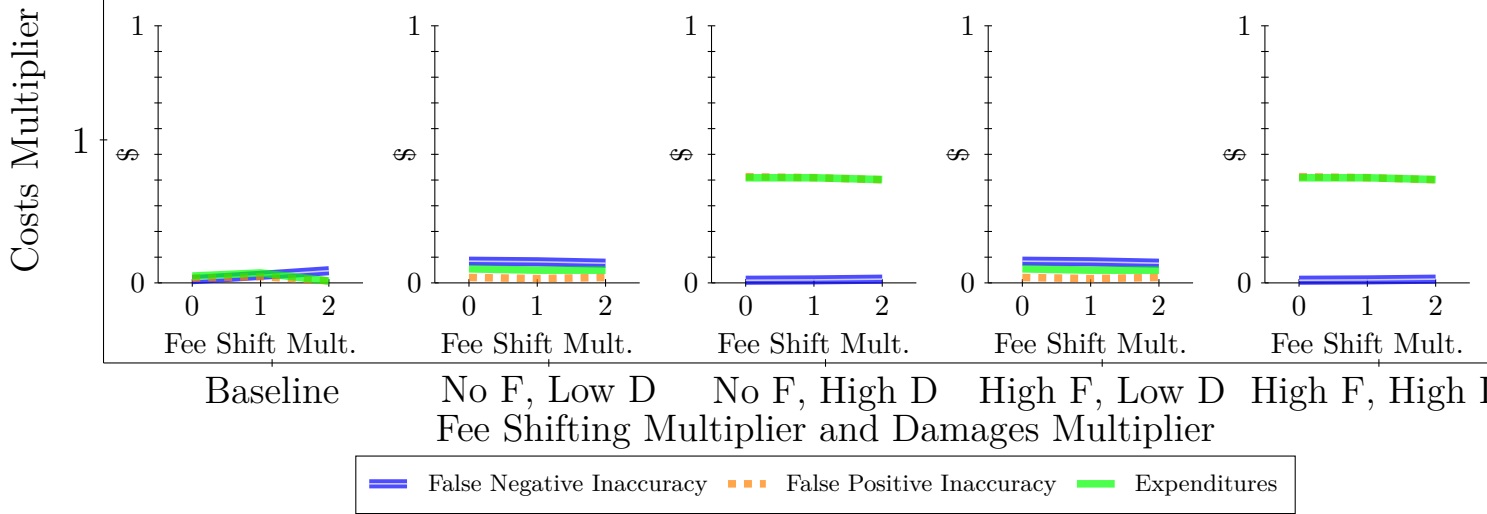 Costs Multiplier
1
1
0
$
0 1 2
Fee Shift Mult.
1
0
$
0 1 2
Fee Shift Mult.
1
0
$
0 1 2
Fee Shift Mult.
1
0
$
0 1 2
Fee Shift Mult.
1
0
$
0 1 2
Fee Shift Mult.
Baseline No F, Low D No F, High D High F, Low D High F, High D
Fee Shifting Multiplier and Damages Multiplier
False Negative Inaccuracy False Positive Inaccuracy Expenditures